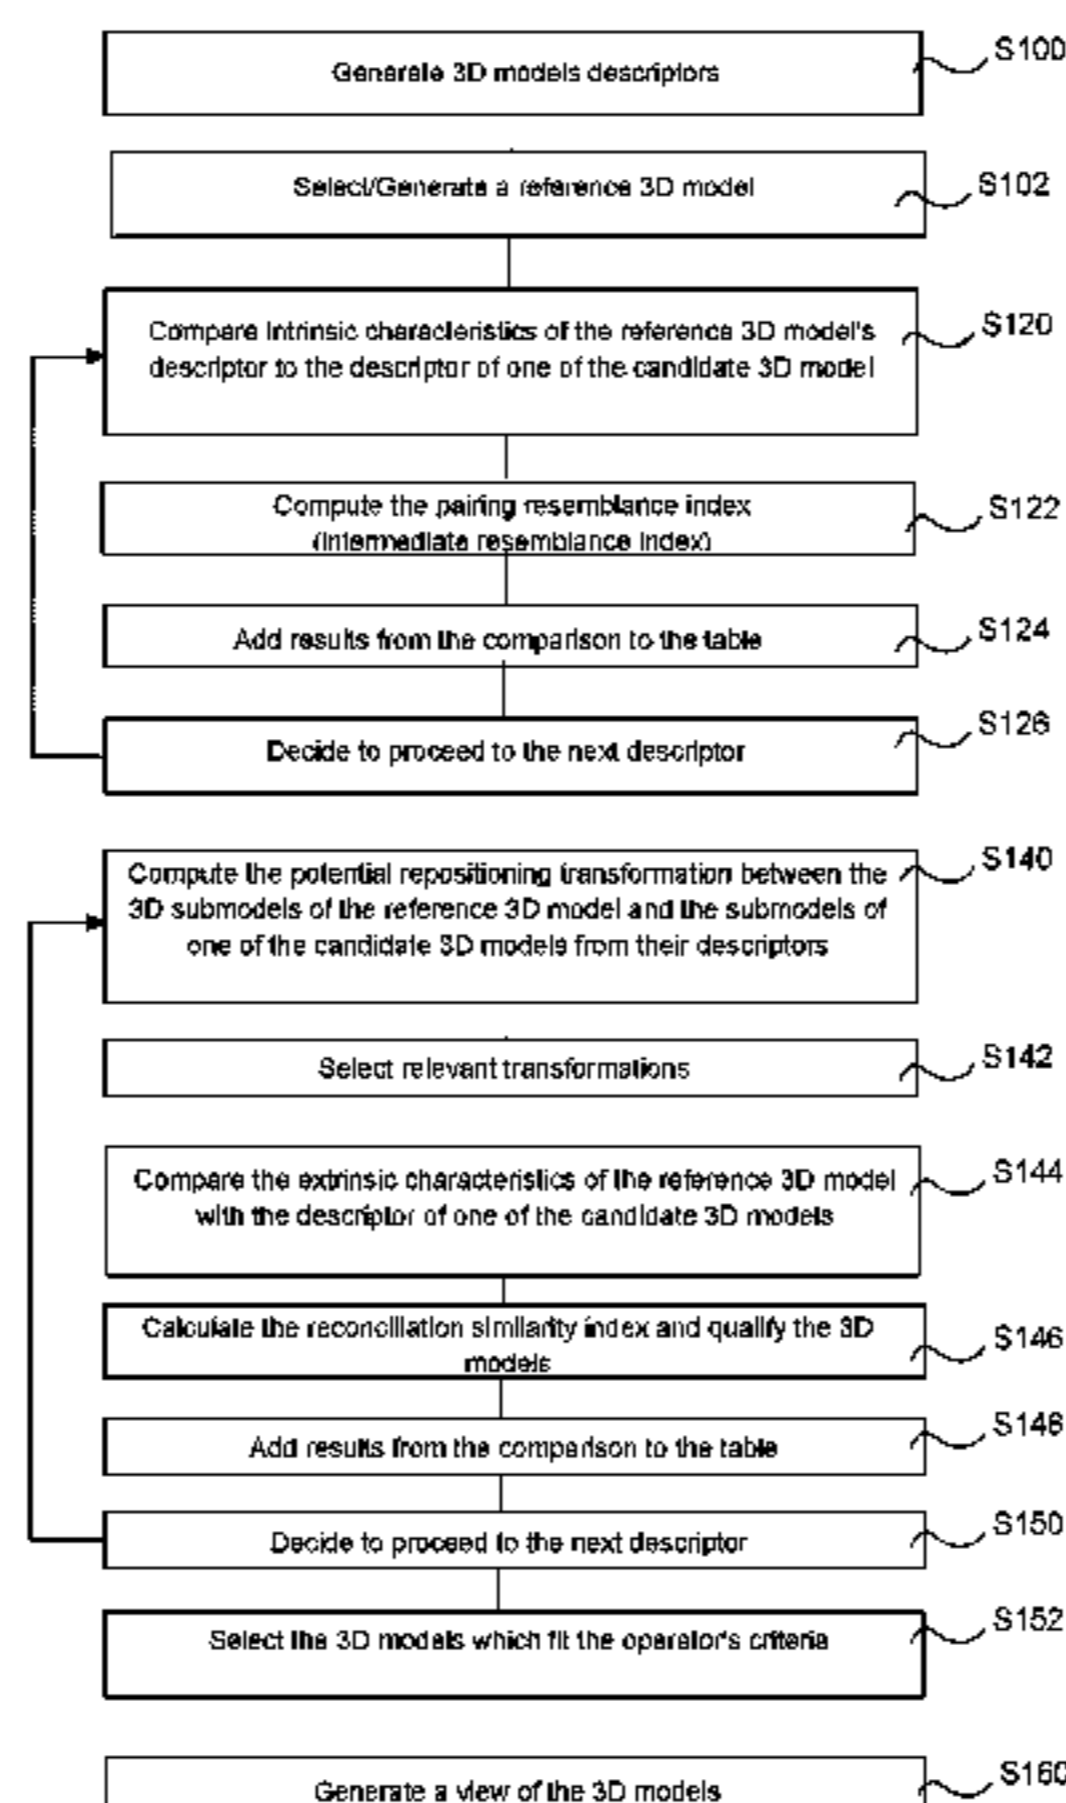 Generate 3D models descriptors
S100
Select/Generate a reference 3D model
S102
Compare Intrinsic characteristics of the reference 3D model's
descriptor to the descriptor of one of the candidate 3D model
S120
Compute the pairing resemblance index
(Intermediate resemblance Index)
S122
Add results from the comparison to the table
S124
Decide to proceed to the next descriptor
S126
Compute the potential repositioning transformation between the
3D submodels of the reference 3D model and the submodels of
one of the candidate 3D models from their descriptors
S140
Select relevant transformations
S142
Compare the extrinsic characteristics of the reference 3D model
with the descriptor of one of the candidate 3D models
S144
Calculate the reconciliation similarity index and qualify the 3D
models
S146
Add results from the comparison to the table
S148
Decide to proceed to the next descriptor
S150
Select the 3D models which fit the operator's criteria
S152
Generate a view of the 3D models
S160